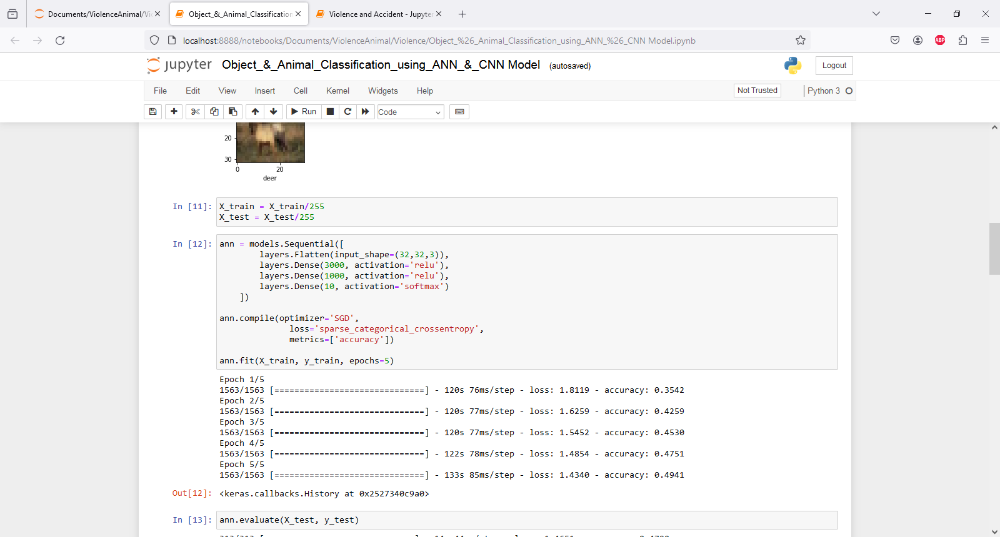 Documents/ViolenceAnimal/Vi
Object_&_Animal_Classification
Violence and Accident - Jupyter
localhost:8888/notebooks/Documents/ViolenceAnimal/Violence/Object_%26_Animal_Classification_using_ANN_%26_CNN Model.ipynb
ABP
jupyter Object_&_Animal_Classification_using_ANN_&_CNN Model (autosaved)
Logout
File Edit View Insert Cell Kernel Widgets Help Not Trusted Python 3
Run Code
20
30
0 20
deer
In [11]: X_train = X_train/255
X_test = X_test/255
In [12]: ann = models.Sequential([
layers.Flatten(input_shape=(32,32,3)),
layers.Dense(3000, activation='relu'),
layers.Dense(1000, activation='relu'),
layers.Dense(10, activation='softmax')
])
ann.compile(optimizer='SGD',
loss='sparse_categorical_crossentropy',
metrics=['accuracy'])
ann.fit(X_train, y_train, epochs=5)
Epoch 1/5
1563/1563 [==============================] - 120s 76ms/step - loss: 1.8119 - accuracy: 0.3542
Epoch 2/5
1563/1563 [==============================] - 120s 77ms/step - loss: 1.6259 - accuracy: 0.4259
Epoch 3/5
1563/1563 [==============================] - 120s 77ms/step - loss: 1.5452 - accuracy: 0.4530
Epoch 4/5
1563/1563 [==============================] - 122s 78ms/step - loss: 1.4854 - accuracy: 0.4751
Epoch 5/5
1563/1563 [==============================] - 133s 85ms/step - loss: 1.4340 - accuracy: 0.4941
Out[12]: <keras.callbacks.History at 0x2527340c9a0>
In [13]: ann.evaluate(X_test, y_test)